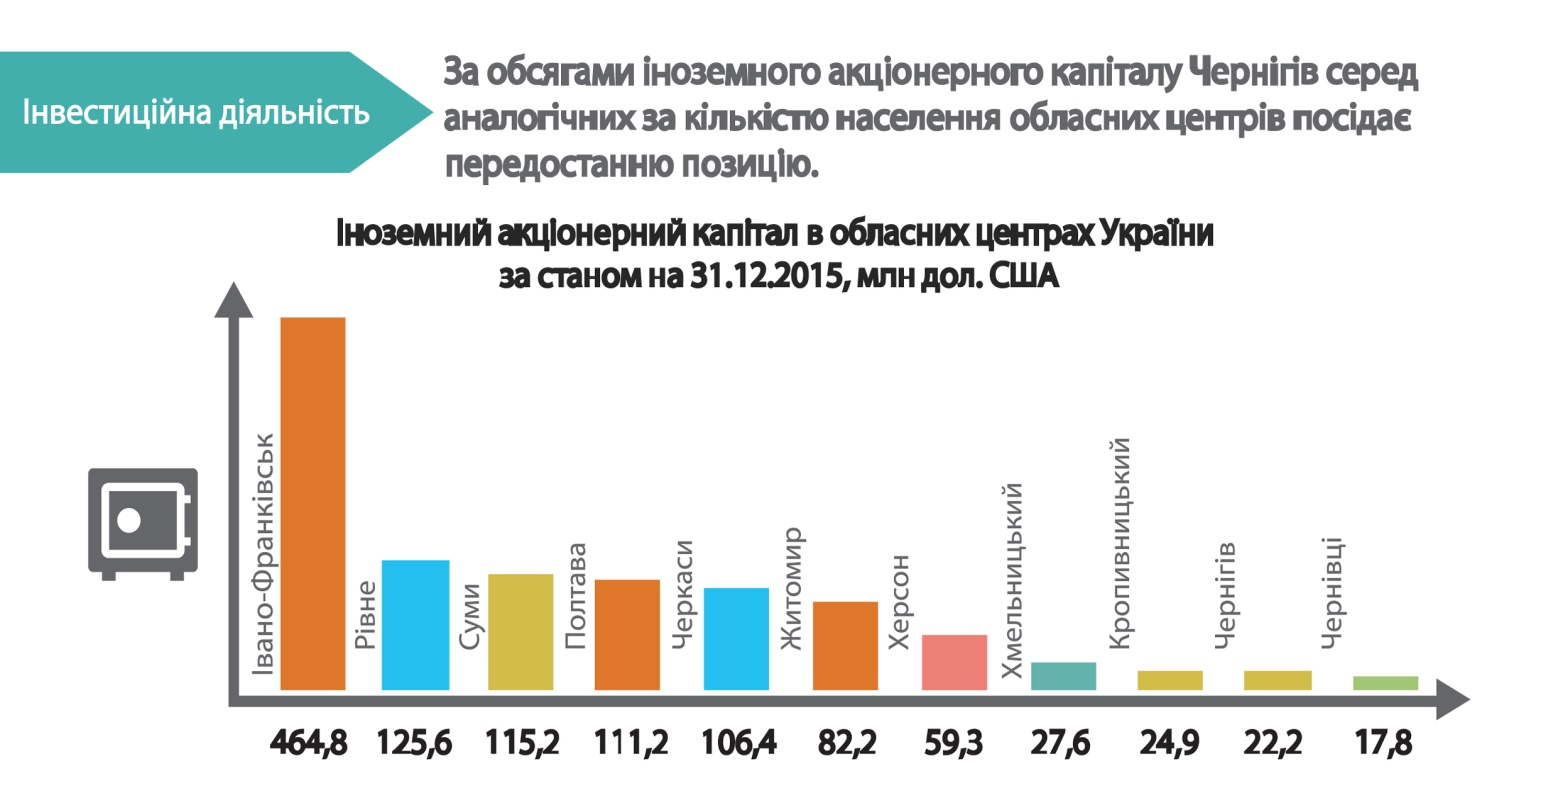 Інвестиційна діяльність
За обсягами іноземного акціонерного капіталу Чернігів серед
аналогічних за кількістю населення обласних центрів посідає
передостанню позицію.
Іноземний акціонерний капітал в обласних центрах України
за станом на 31.12.2015, млн дол. США
Івано-Франківськ
Рівне
Суми
Полтава
Черкаси
Житомир
Херсон
Хмельницький
Кропивницький
Чернігів
Чернівці
464,8 125,6 115,2 111,2 106,4 82,2 59,3 27,6 24,9 22,2 17,8